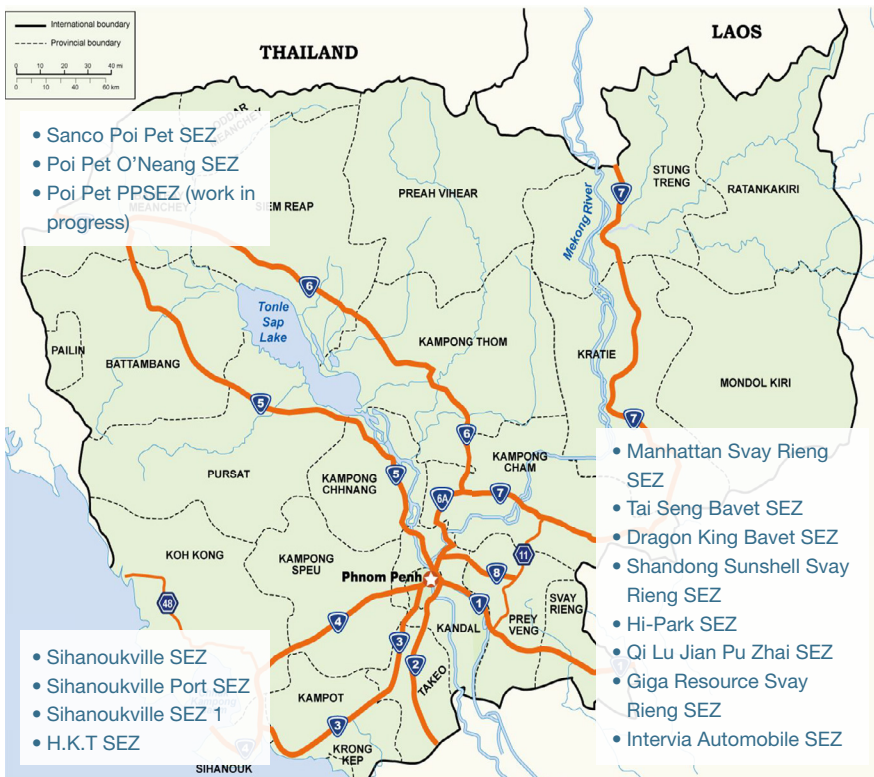 International boundary
Provincial boundary
0 10 20 30 40 mi
0 20 40 60 km
THAILAND
LAOS
MEANCHEY
• Sanco Poi Pet SEZ
• Poi Pet O’Neang SEZ
• Poi Pet PPSEZ (work in
progress)
MEANCHEY
SIEM REAP
PREAH VIHEAR
STUNG
TRENG
RATANKAKIRI
7
Mekong River
6
Tonle
Sap
Lake
KAMPONG THOM
KRATIE
PAILIN
BATTAMBANG
MONDOL KIRI
5
7
6
PURSAT
KAMPONG
CHHNANG
5
KAMPONG
CHAM
6A
7
• Manhattan Svay Rieng
SEZ
• Tai Seng Bavet SEZ
• Dragon King Bavet SEZ
• Shandong Sunshell Svay
Rieng SEZ
• Hi-Park SEZ
• Qi Lu Jian Pu Zhai SEZ
• Giga Resource Svay
Rieng SEZ
• Intervia Automobile SEZ
KOH KONG
KAMPONG
SPEU
11
Phnom Penh
8
48
4
KANDAL
1
PREY
VENG
SVAY
RIENG
3
2
TAKEO
1
• Sihanoukville SEZ
• Sihanoukville Port SEZ
• Sihanoukville SEZ 1
• H.K.T SEZ
KAMPOT
3
KRONG
KEP
4
SIHANOUK